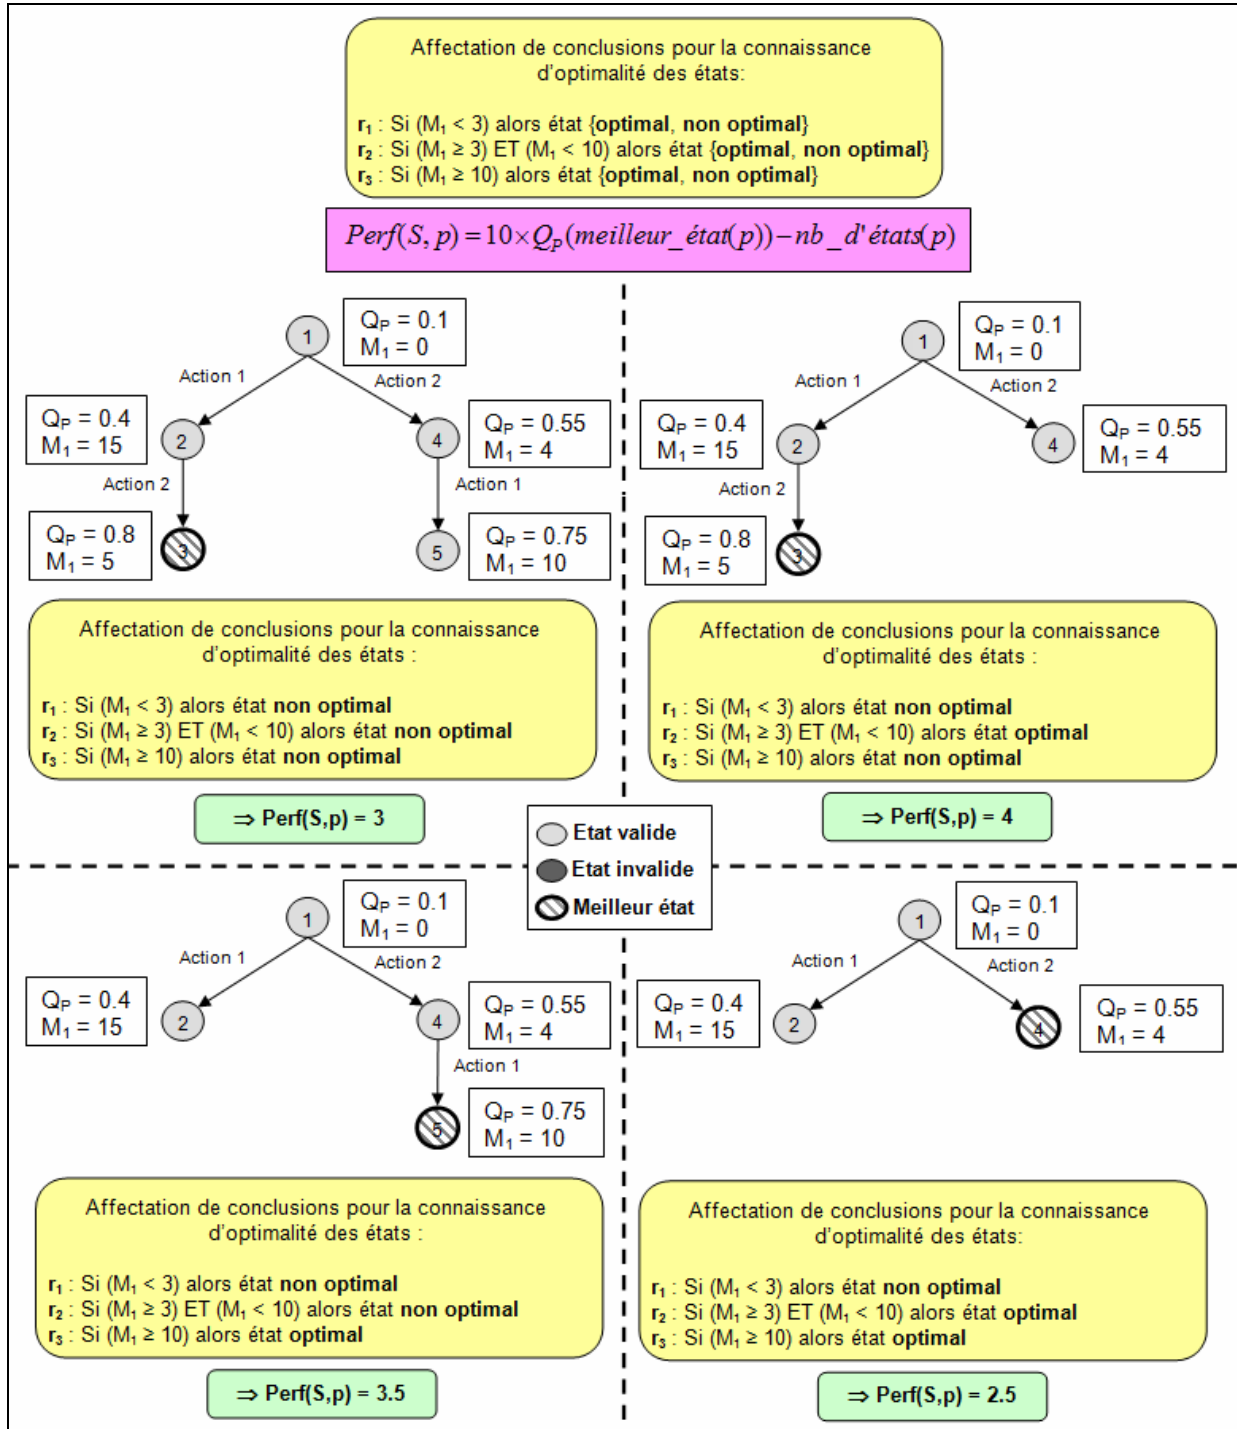 Affectation de conclusions pour la connaissance
d'optimalité des états:
r₁ : Si (M₁ < 3) alors état {optimal, non optimal}
r₂ : Si (M₁ ≥ 3) ET (M₁ < 10) alors état {optimal, non optimal}
r₃ : Si (M₁ ≥ 10) alors état {optimal, non optimal}
Perf(S, p) = 10×Q_P(meilleur_état(p)) − nb_d'états(p)
1
Q_P = 0.1
M₁ = 0
Action 1
Action 2
Q_P = 0.4
M₁ = 15
2
4
Q_P = 0.55
M₁ = 4
Action 2
Action 1
Q_P = 0.8
M₁ = 5
3
5
Q_P = 0.75
M₁ = 10
Affectation de conclusions pour la connaissance
d'optimalité des états :
r₁ : Si (M₁ < 3) alors état non optimal
r₂ : Si (M₁ ≥ 3) ET (M₁ < 10) alors état non optimal
r₃ : Si (M₁ ≥ 10) alors état non optimal
⇒ Perf(S,p) = 3
1
Q_P = 0.1
M₁ = 0
Action 1
Action 2
Q_P = 0.4
M₁ = 15
2
4
Q_P = 0.55
M₁ = 4
Action 2
Q_P = 0.8
M₁ = 5
3
Affectation de conclusions pour la connaissance
d'optimalité des états :
r₁ : Si (M₁ < 3) alors état non optimal
r₂ : Si (M₁ ≥ 3) ET (M₁ < 10) alors état optimal
r₃ : Si (M₁ ≥ 10) alors état non optimal
⇒ Perf(S,p) = 4
Etat valide
Etat invalide
Meilleur état
1
Q_P = 0.1
M₁ = 0
Action 1
Action 2
Q_P = 0.4
M₁ = 15
2
4
Q_P = 0.55
M₁ = 4
Action 1
5
Q_P = 0.75
M₁ = 10
Affectation de conclusions pour la connaissance
d'optimalité des états :
r₁ : Si (M₁ < 3) alors état non optimal
r₂ : Si (M₁ ≥ 3) ET (M₁ < 10) alors état non optimal
r₃ : Si (M₁ ≥ 10) alors état optimal
⇒ Perf(S,p) = 3.5
1
Q_P = 0.1
M₁ = 0
Action 1
Action 2
Q_P = 0.4
M₁ = 15
2
4
Q_P = 0.55
M₁ = 4
Affectation de conclusions pour la connaissance
d'optimalité des états:
r₁ : Si (M₁ < 3) alors état non optimal
r₂ : Si (M₁ ≥ 3) ET (M₁ < 10) alors état optimal
r₃ : Si (M₁ ≥ 10) alors état optimal
⇒ Perf(S,p) = 2.5